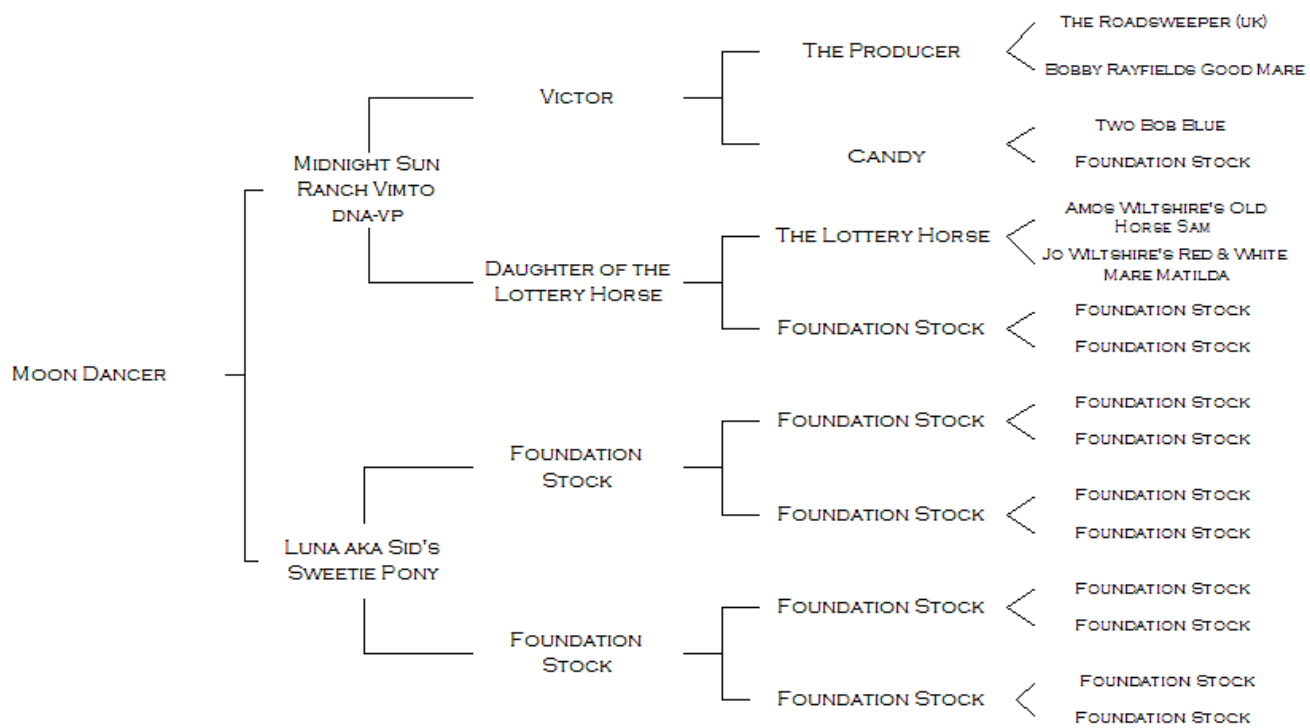 The Roadsweeper (UK)
The Producer
Bobby Rayfields Good Mare
Victor
Two Bob Blue
Candy
Foundation Stock
Midnight Sun
Ranch Vimto
DNA-VP
Amos Wiltshire's Old
Horse Sam
The Lottery Horse
Jo Wiltshire's Red & White
Mare Matilda
Daughter of the
Lottery Horse
Foundation Stock
Foundation Stock
Foundation Stock
Moon Dancer
Foundation Stock
Foundation Stock
Foundation Stock
Foundation
Stock
Foundation Stock
Foundation Stock
Foundation Stock
Luna aka Sid's
Sweetie Pony
Foundation Stock
Foundation Stock
Foundation Stock
Foundation
Stock
Foundation Stock
Foundation Stock
Foundation Stock